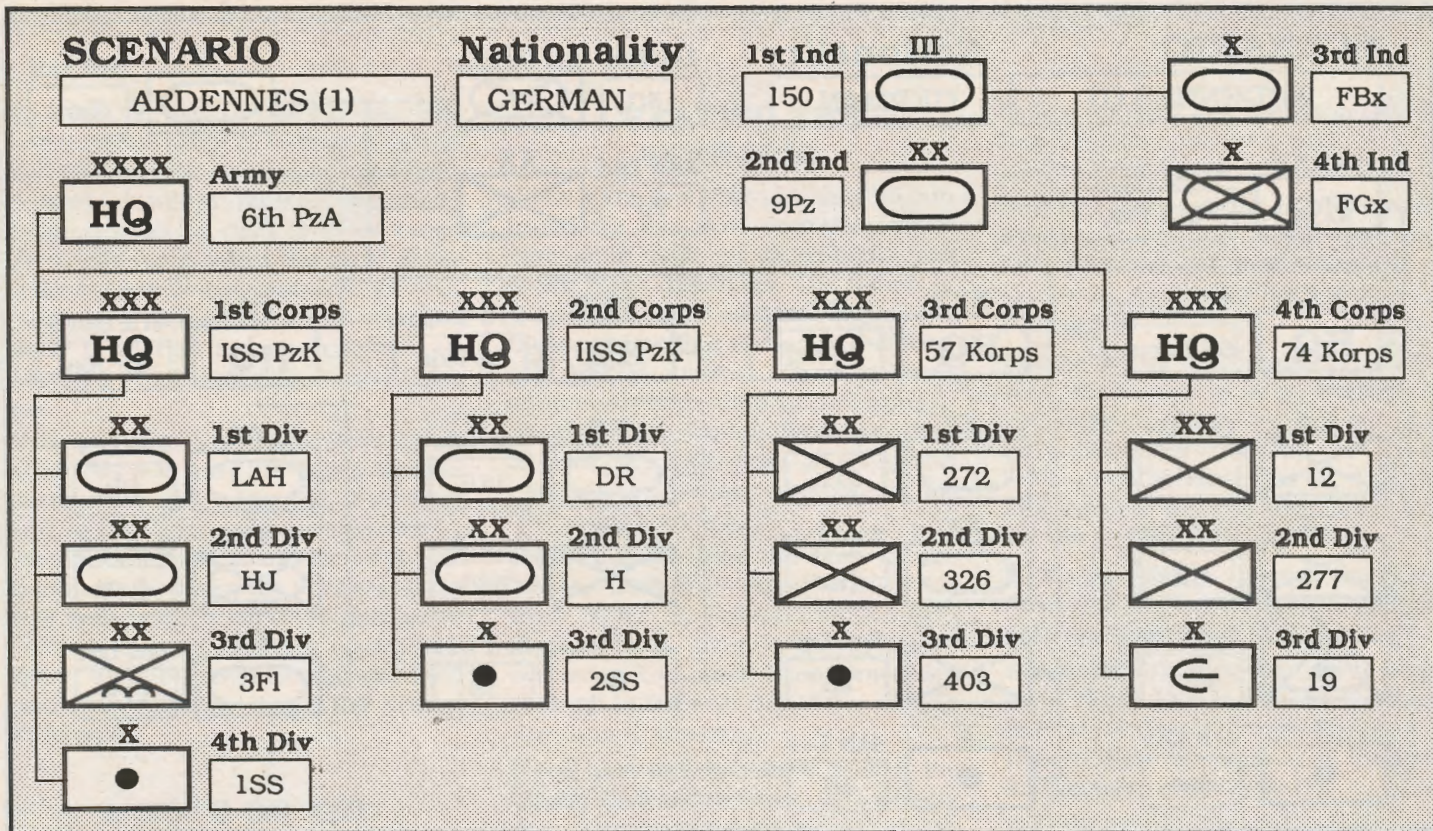 SCENARIO
ARDENNES (1)
Nationality
GERMAN
1st Ind
150
III
X
3rd Ind
FBx
2nd Ind
9Pz
XX
X
4th Ind
FGx
XXXX
HQ
Army
6th PzA
XXX
HQ
1st Corps
ISS PzK
XXX
HQ
2nd Corps
IISS PzK
XXX
HQ
3rd Corps
57 Korps
XXX
HQ
4th Corps
74 Korps
XX
1st Div
LAH
XX
1st Div
DR
XX
1st Div
272
XX
1st Div
12
XX
2nd Div
HJ
XX
2nd Div
H
XX
2nd Div
326
XX
2nd Div
277
XX
3rd Div
3Fl
X
3rd Div
2SS
X
3rd Div
403
X
3rd Div
19
X
4th Div
1SS